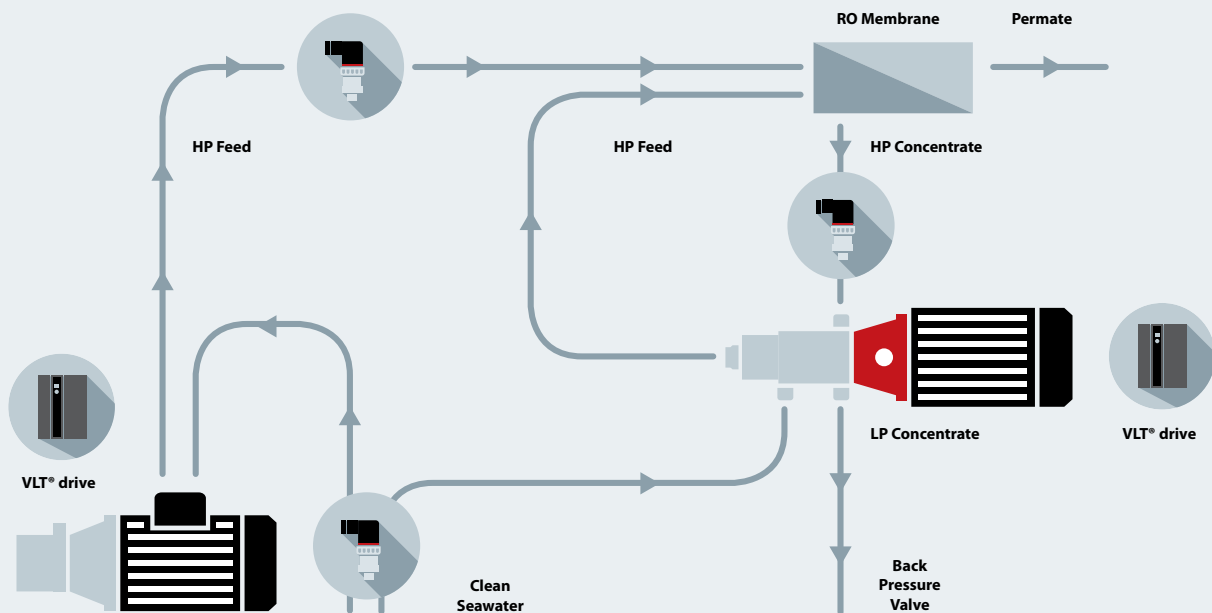 RO Membrane
Permate
HP Feed
HP Feed
HP Concentrate
LP Concentrate
VLT® drive
VLT® drive
Clean
Seawater
Back
Pressure
Valve